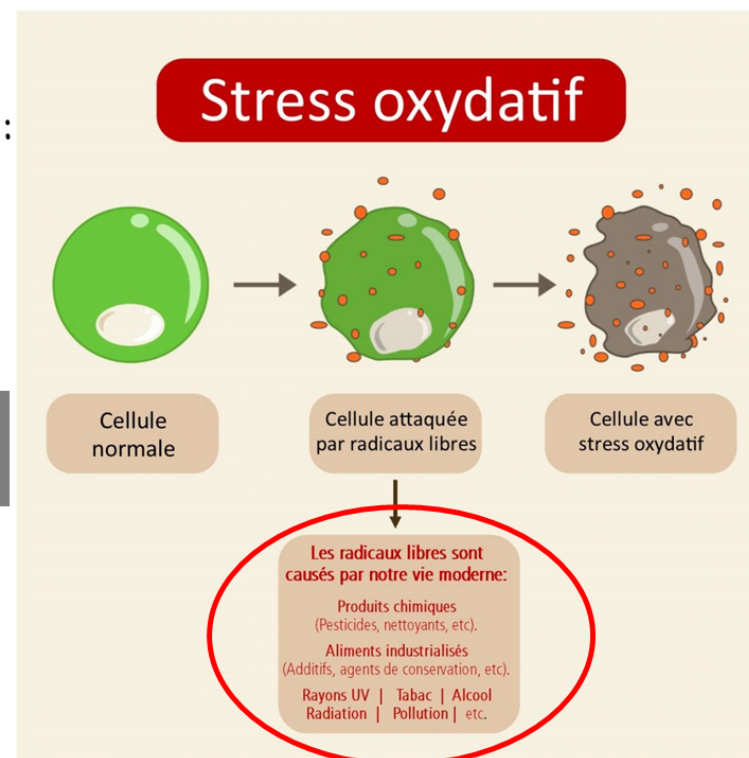 :
Stress oxydatif
Cellule
normale
Cellule attaquée
par radicaux libres
Cellule avec
stress oxydatif
Les radicaux libres sont
causés par notre vie moderne:
Produits chimiques
(Pesticides, nettoyants, etc).
Aliments industrialisés
(Additifs, agents de conservation, etc).
Rayons UV | Tabac | Alcool
Radiation | Pollution | etc.